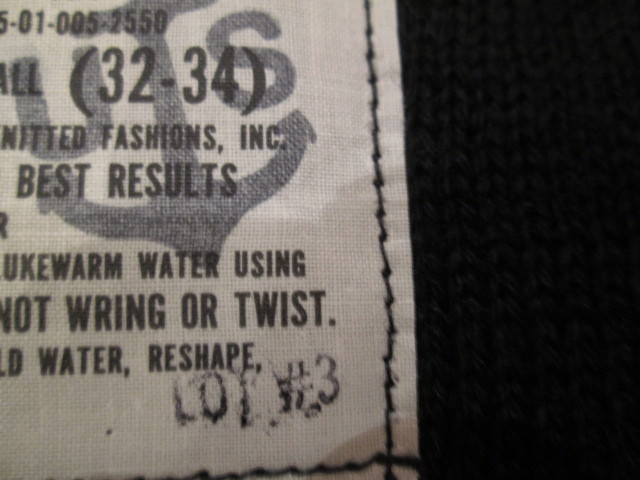 5-01-005-2550
ALL (32-34)
NITTED FASHIONS, INC.
BEST RESULTS
R
LUKEWARM WATER USING
NOT WRING OR TWIST.
LD WATER, RESHAPE,
LOT #3